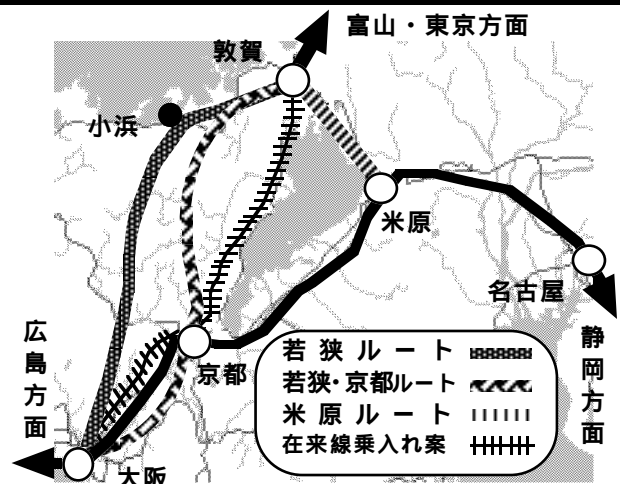 富山・東京方面
敦賀
小浜
米原
名古屋
広島方面
京都
静岡方面
大阪
若狭ルート
若狭・京都ルート
米原ルート
在来線乗入れ案